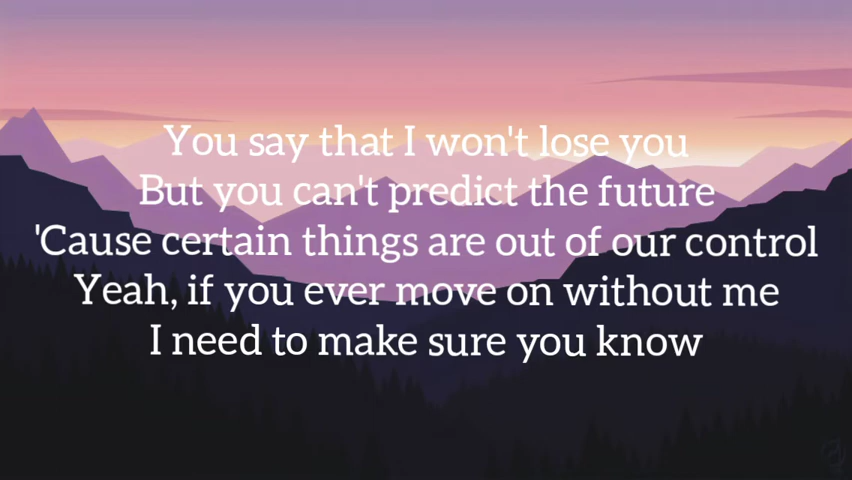 You say that I won't lose you
But you can't predict the future
'Cause certain things are out of our control
Yeah, if you ever move on without me
I need to make sure you know